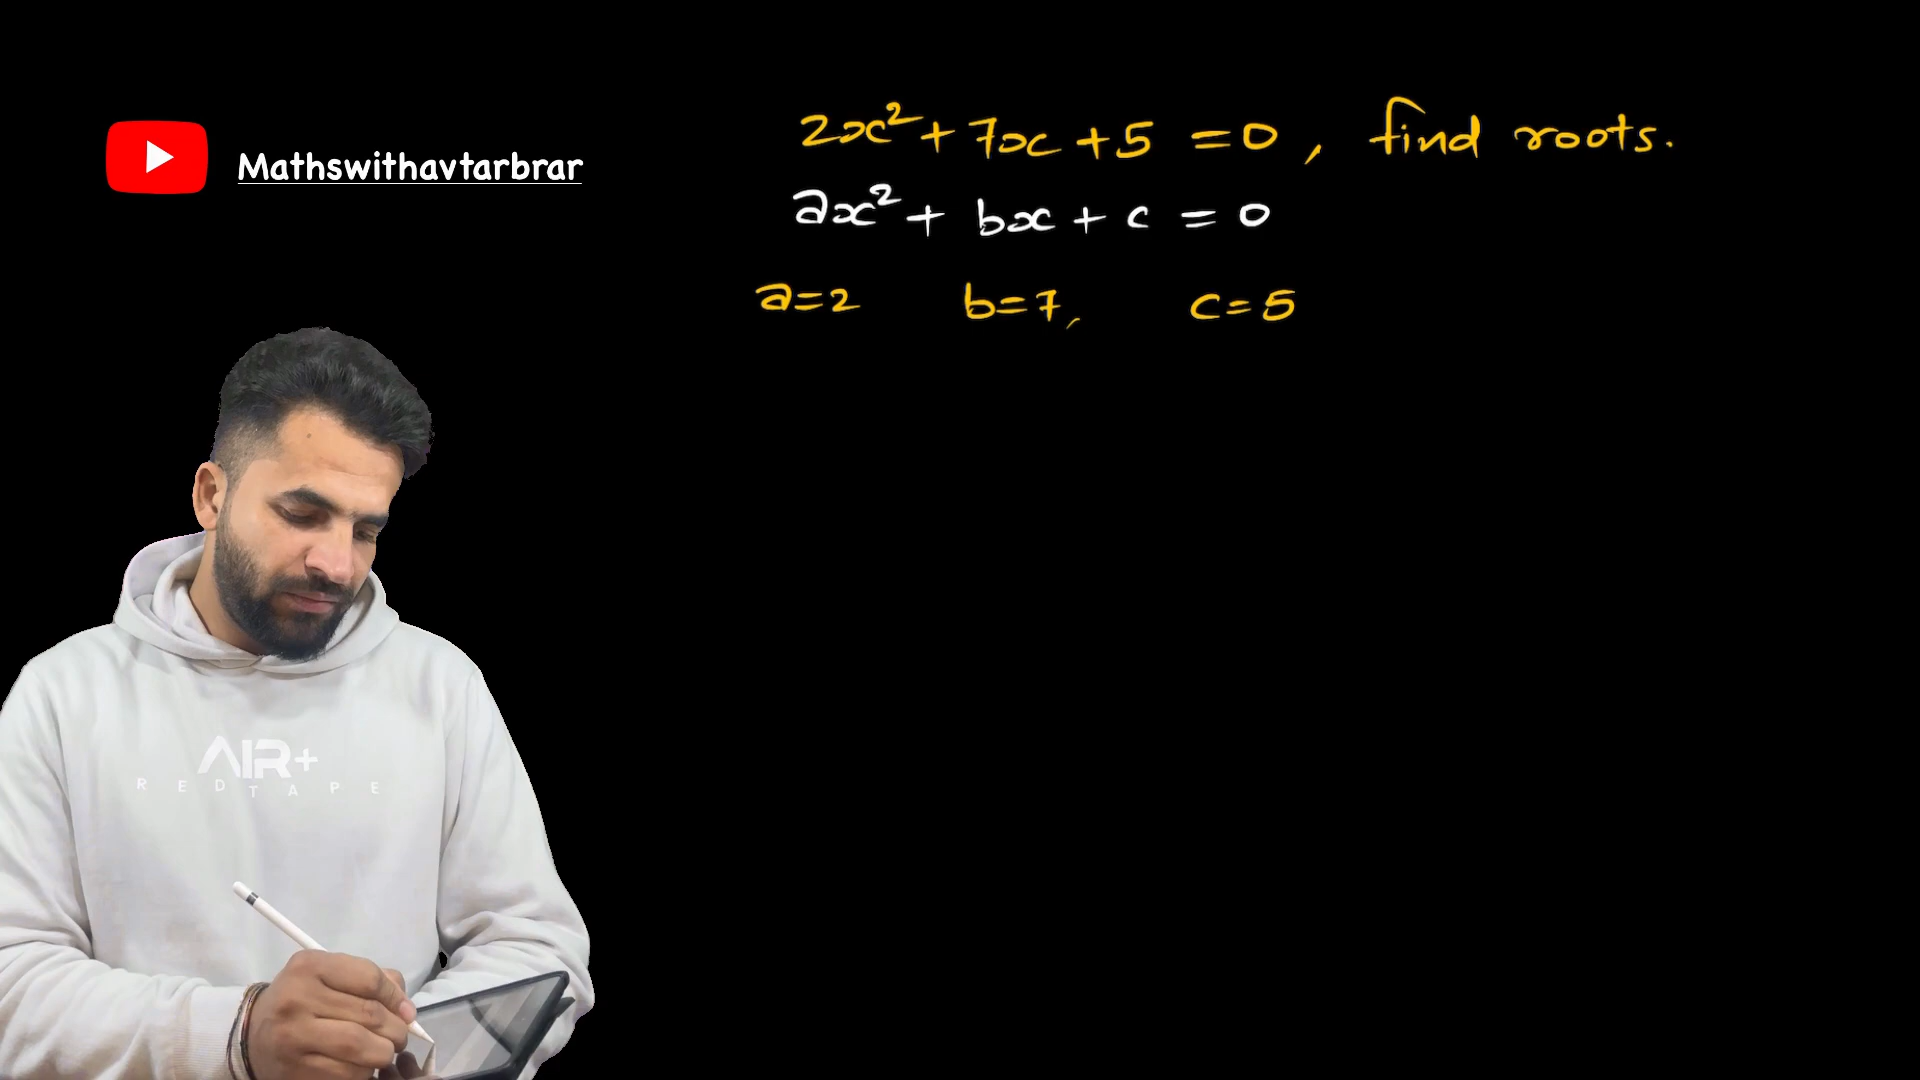 2x² + 7x + 5 = 0, find roots.
Mathswithavtarbrar
ax² + bx + c = 0
a=2 b=7, c=5
AIR+
REDTAPE